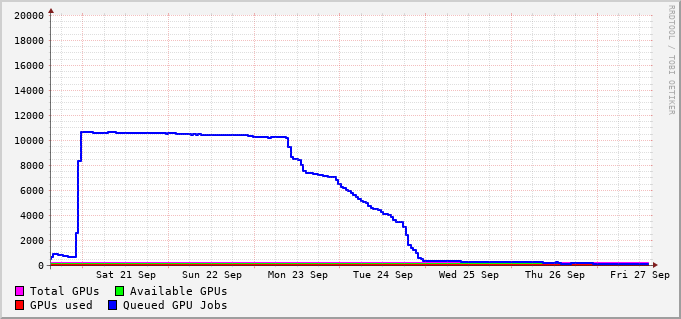 RRDTOOL / TOBI OETIKER
20000
18000
16000
14000
12000
10000
8000
6000
4000
2000
0
Sat 21 Sep Sun 22 Sep Mon 23 Sep Tue 24 Sep Wed 25 Sep Thu 26 Sep Fri 27 Sep
Total GPUs Available GPUs
GPUs used Queued GPU Jobs